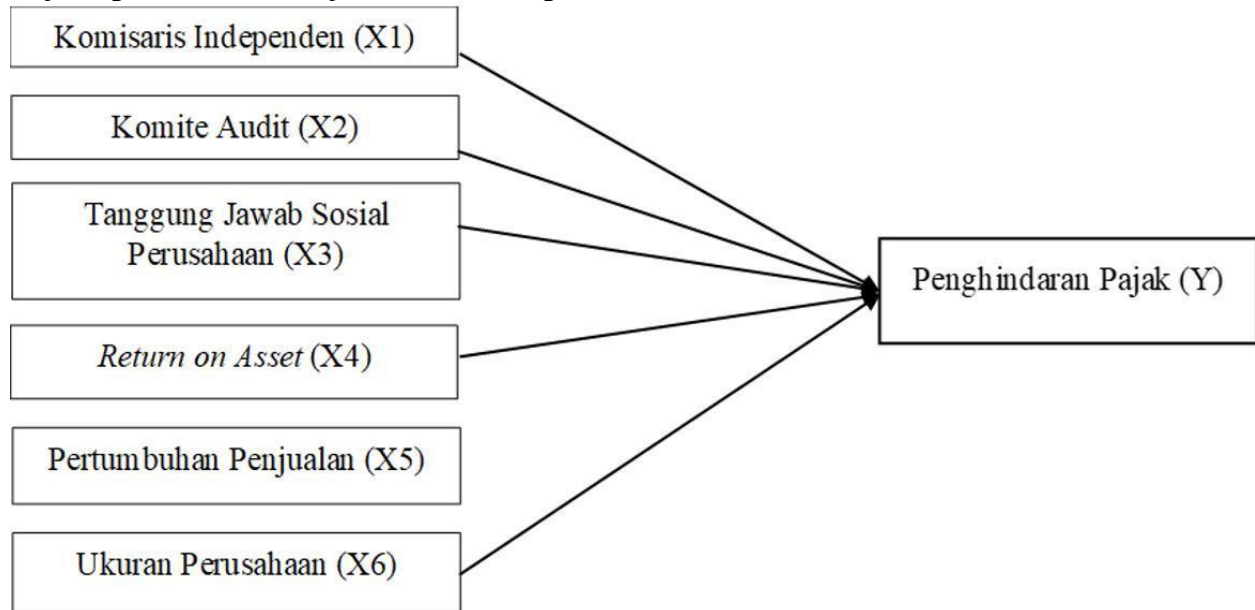 Komisaris Independen (X1)
Komite Audit (X2)
Tanggung Jawab Sosial
Perusahaan (X3)
Return on Asset (X4)
Pertumbuhan Penjualan (X5)
Ukuran Perusahaan (X6)
Penghindaran Pajak (Y)